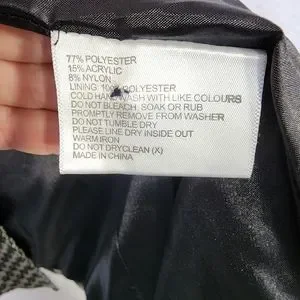 77% POLYESTER
15% ACRYLIC
8% NYLON
LINING: 100% POLYESTER
COLD HAND WASH WITH LIKE COLOURS
DO NOT BLEACH. SOAK OR RUB
PROMPTLY REMOVE FROM WASHER
DO NOT TUMBLE DRY
PLEASE LINE DRY INSIDE OUT
WARM IRON
DO NOT DRYCLEAN (X)
MADE IN CHINA